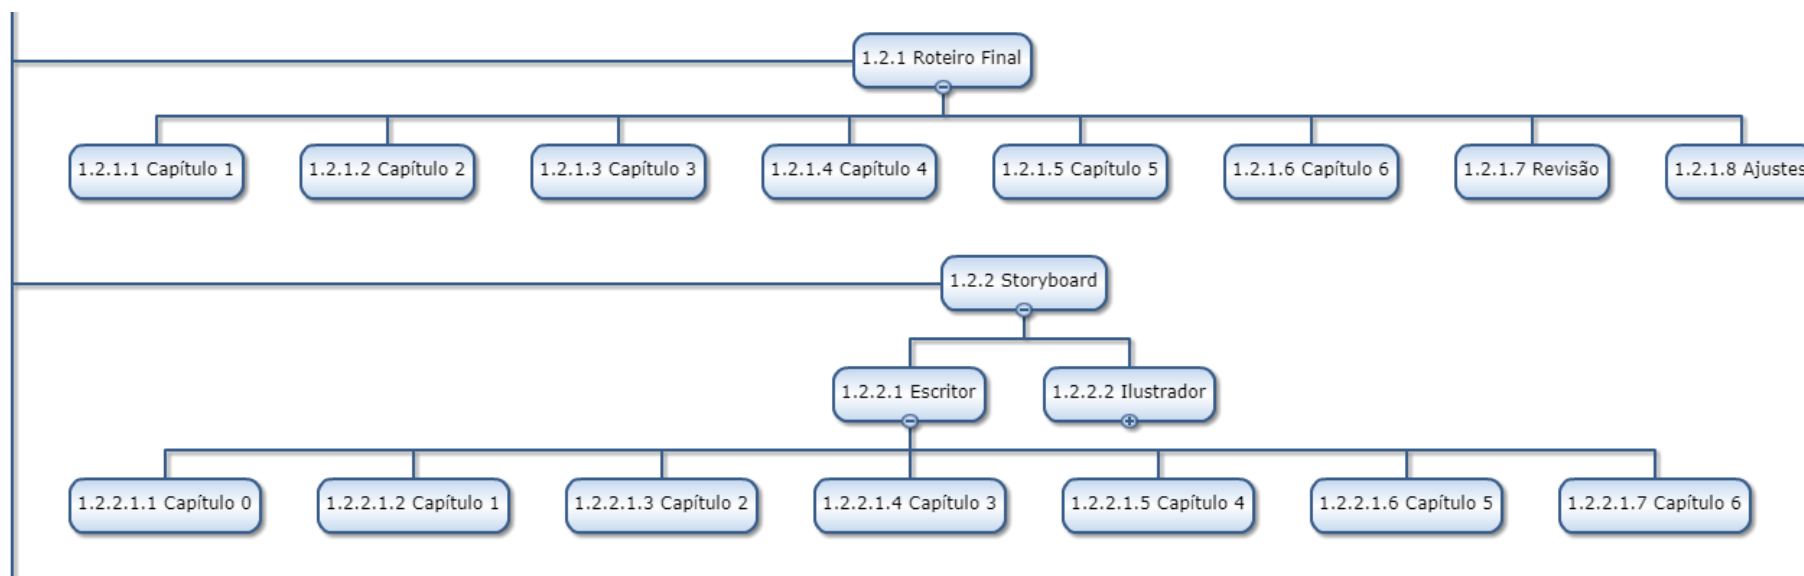 1.2.1 Roteiro Final
1.2.1.1 Capítulo 1
1.2.1.2 Capítulo 2
1.2.1.3 Capítulo 3
1.2.1.4 Capítulo 4
1.2.1.5 Capítulo 5
1.2.1.6 Capítulo 6
1.2.1.7 Revisão
1.2.1.8 Ajustes
1.2.2 Storyboard
1.2.2.1 Escritor
1.2.2.2 Ilustrador
1.2.2.1.1 Capítulo 0
1.2.2.1.2 Capítulo 1
1.2.2.1.3 Capítulo 2
1.2.2.1.4 Capítulo 3
1.2.2.1.5 Capítulo 4
1.2.2.1.6 Capítulo 5
1.2.2.1.7 Capítulo 6